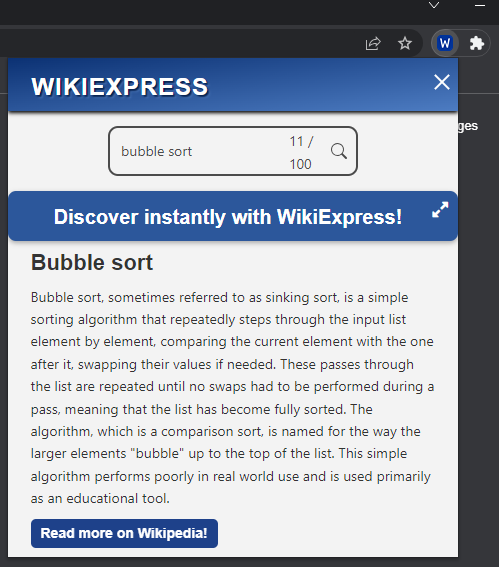 W
WIKIEXPRESS
ges
bubble sort
11 /
100
Discover instantly with WikiExpress!
Bubble sort
Bubble sort, sometimes referred to as sinking sort, is a simple
sorting algorithm that repeatedly steps through the input list
element by element, comparing the current element with the one
after it, swapping their values if needed. These passes through
the list are repeated until no swaps had to be performed during a
pass, meaning that the list has become fully sorted. The
algorithm, which is a comparison sort, is named for the way the
larger elements "bubble" up to the top of the list. This simple
algorithm performs poorly in real world use and is used primarily
as an educational tool.
Read more on Wikipedia!